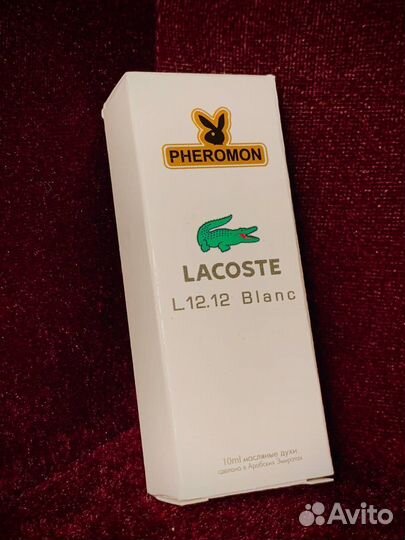 PHEROMON
LACOSTE
L.12.12 Blanc
10ml масляные духи
сделано в Арабских Эмиратах
Avito